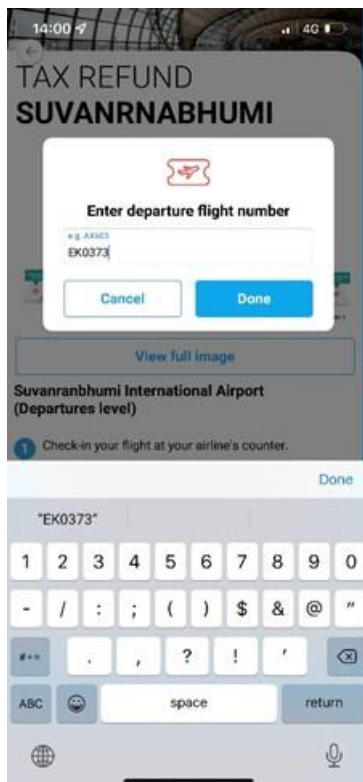 14:00
4G
TAX REFUND
SUVANRNABHUMI
Enter departure flight number
EK0373
Cancel
Done
View full image
Suvanranbhumi International Airport
(Departures level)
1 Check-in your flight at your airline's counter.
Done
"EK0373"
1 2 3 4 5 6 7 8 9 0
- / : ; ( ) $ & @ "
#+= . , ? ! '
ABC space return